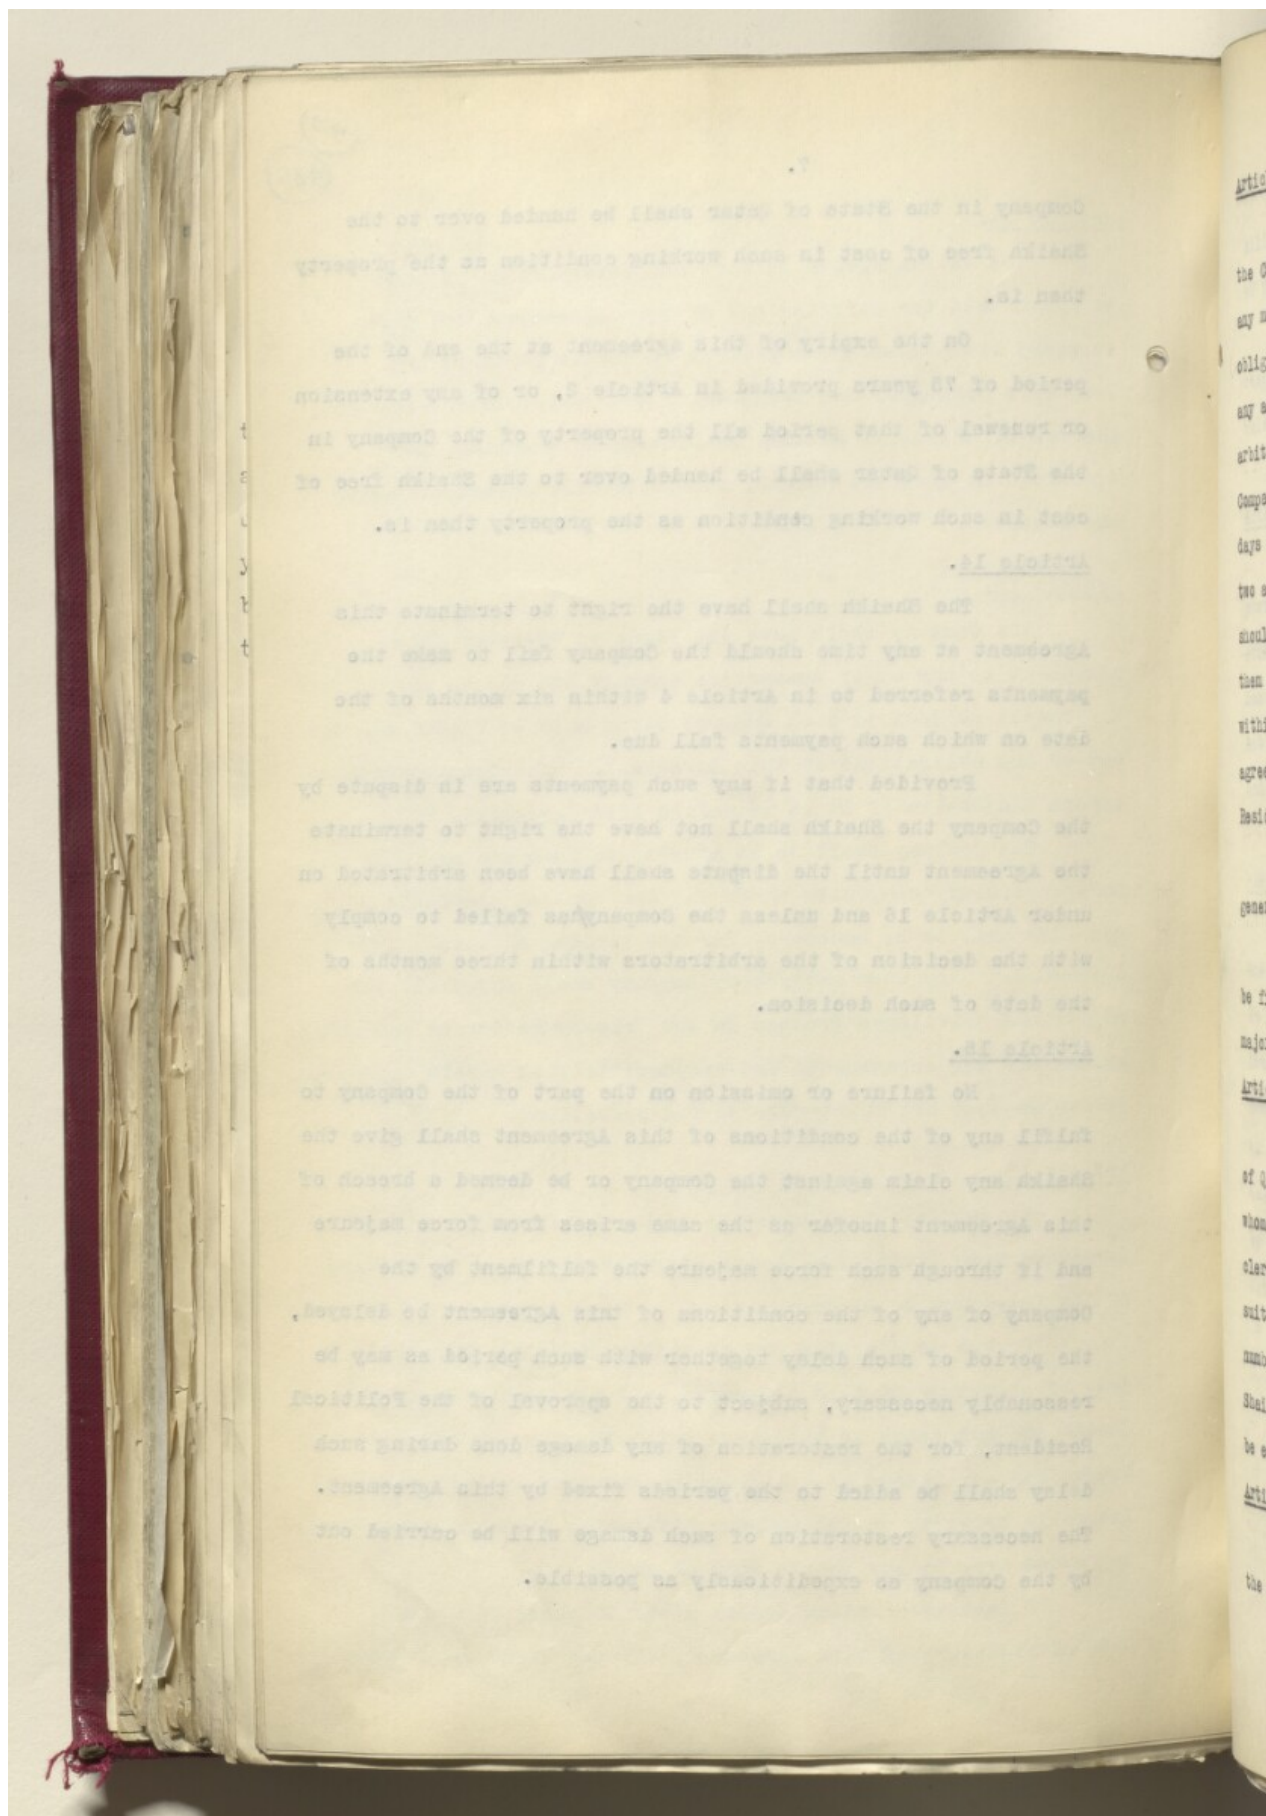 7.
Company in the State of Qatar shall be handed over to the
Shaikh free of cost in such working condition as the property
then is.
On the expiry of this Agreement at the end of the
period of 75 years provided in Article 2, or of any extension
or renewal of that period all the property of the Company in
the State of Qatar shall be handed over to the Shaikh free of
cost in such working condition as the property then is.
Article 14.
The Shaikh shall have the right to terminate this
Agreement at any time should the Company fail to make the
payments referred to in Article 4 within six months of the
date on which such payments fall due.
Provided that if any such payments are in dispute by
the Company the Shaikh shall not have the right to terminate
the Agreement until the dispute shall have been arbitrated on
under Article 16 and unless the Company has failed to comply
with the decision of the arbitrators within three months of
the date of such decision.
Article 15.
No failure or omission on the part of the Company to
fulfil any of the conditions of this Agreement shall give the
Shaikh any claim against the Company or be deemed a breach of
this Agreement insofar as the same arises from force majeure
and if through such force majeure the fulfilment by the
Company of any of the conditions of this Agreement be delayed,
the period of such delay together with such period as may be
reasonably necessary, subject to the approval of the Political
Resident, for the restoration of any damage done during such
delay shall be added to the periods fixed by this Agreement.
The necessary restoration of such damage will be carried out
by the Company as expeditiously as possible.